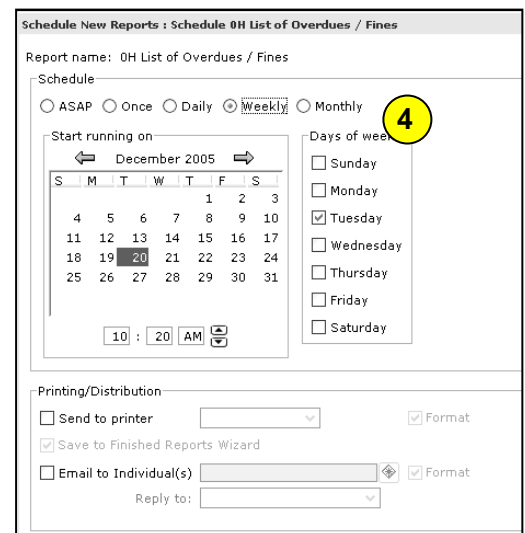 Schedule New Reports : Schedule 0H List of Overdues / Fines
Report name: 0H List of Overdues / Fines
Schedule
ASAP Once Daily Weekly Monthly
4
Start running on
December 2005
S M T W T F S
1 2 3
4 5 6 7 8 9 10
11 12 13 14 15 16 17
18 19 20 21 22 23 24
25 26 27 28 29 30 31
10 : 20 AM
Days of week
Sunday
Monday
Tuesday
Wednesday
Thursday
Friday
Saturday
Printing/Distribution
Send to printer Format
Save to Finished Reports Wizard
Email to Individual(s) Format
Reply to: